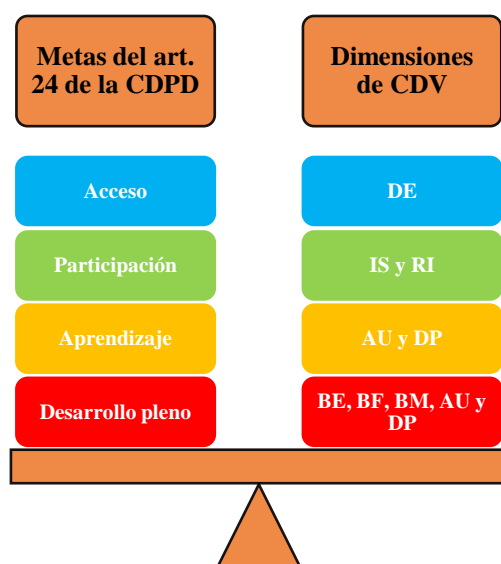 Metas del art.
24 de la CDPD
Dimensiones
de CDV
Acceso
DE
Participación
IS y RI
Aprendizaje
AU y DP
Desarrollo pleno
BE, BF, BM, AU y
DP